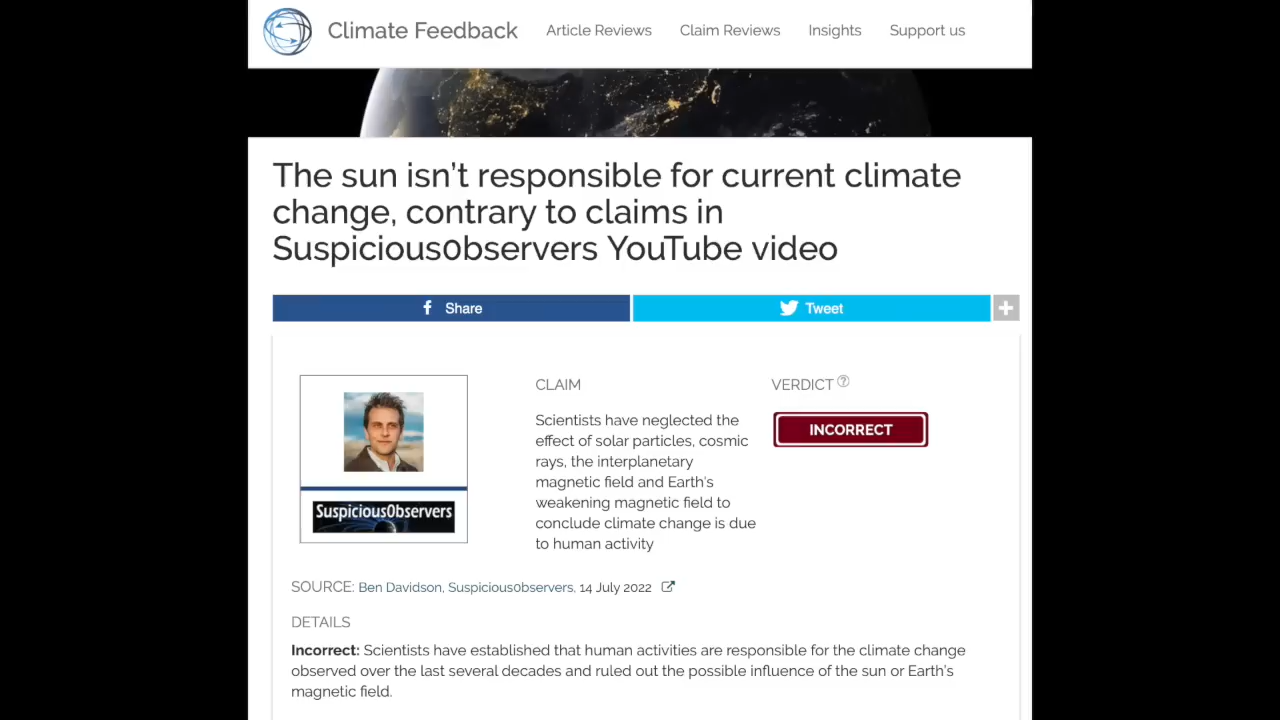 Climate Feedback
Article Reviews
Claim Reviews
Insights
Support us
The sun isn't responsible for current climate
change, contrary to claims in
Suspicious0bservers YouTube video
Share
Tweet
Suspicious0bservers
CLAIM
Scientists have neglected the
effect of solar particles, cosmic
rays, the interplanetary
magnetic field and Earth's
weakening magnetic field to
conclude climate change is due
to human activity
VERDICT ?
INCORRECT
SOURCE: Ben Davidson, Suspicious0bservers, 14 July 2022
DETAILS
Incorrect: Scientists have established that human activities are responsible for the climate change
observed over the last several decades and ruled out the possible influence of the sun or Earth's
magnetic field.